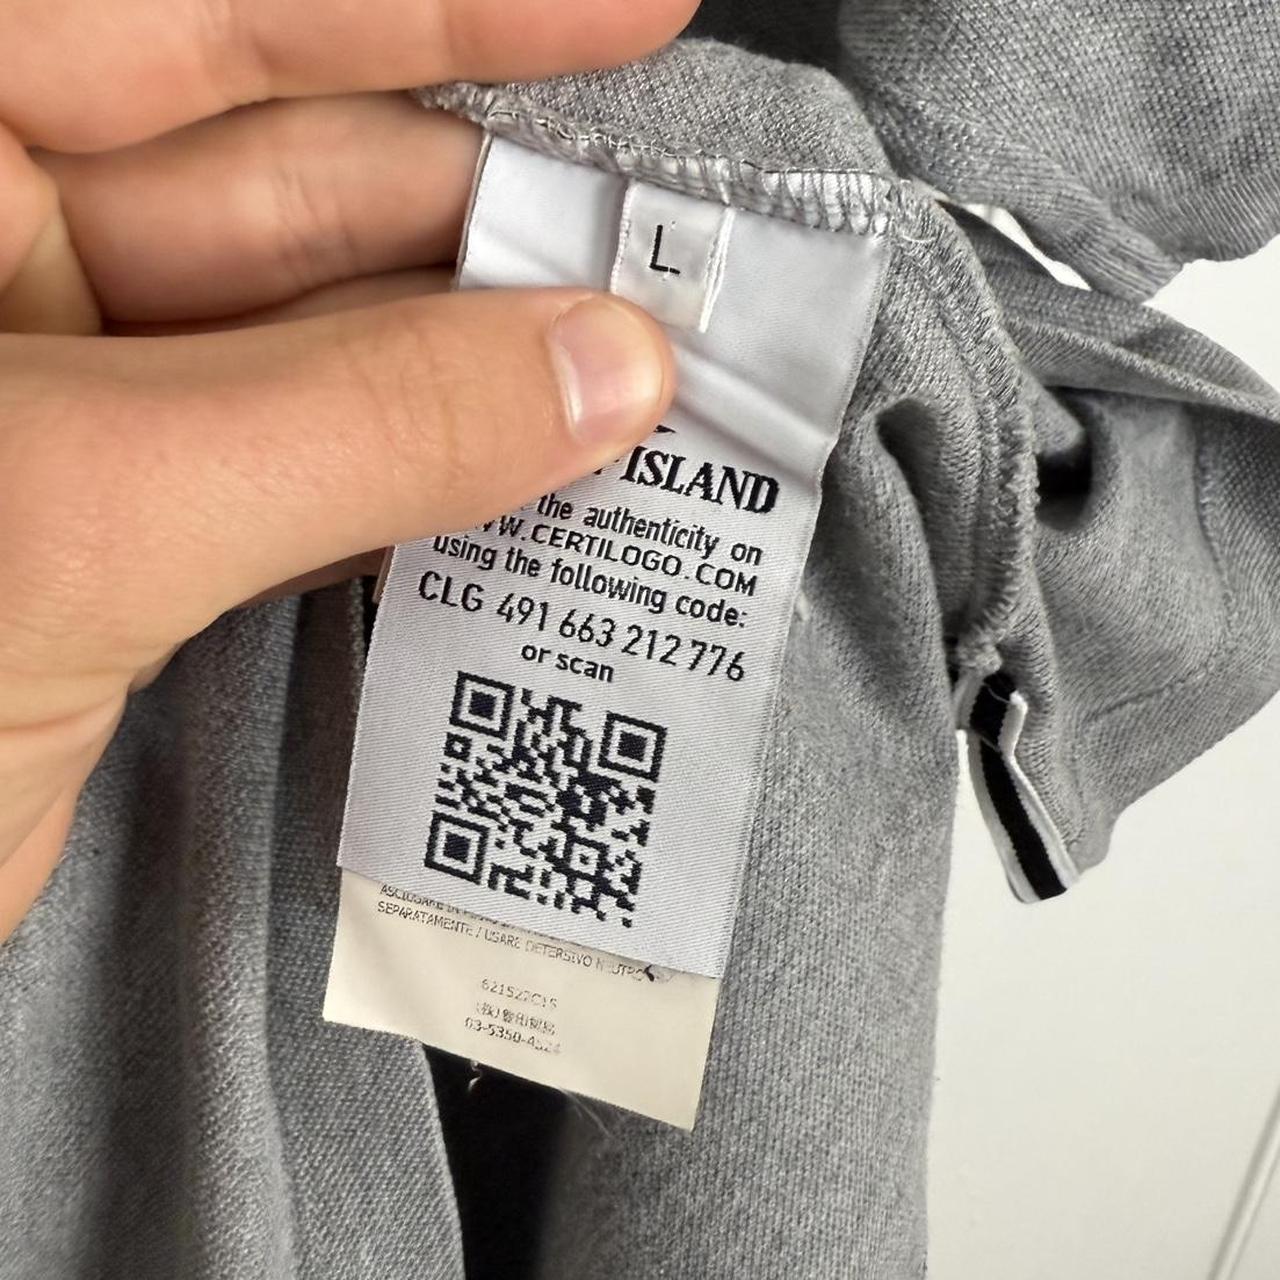 L
ISLAND
the authenticity on
WW.CERTILOGO.COM
using the following code:
CLG 491 663 212 776
or scan
SEPARATAMENTE / USARE DETERSIVO NEUTRO